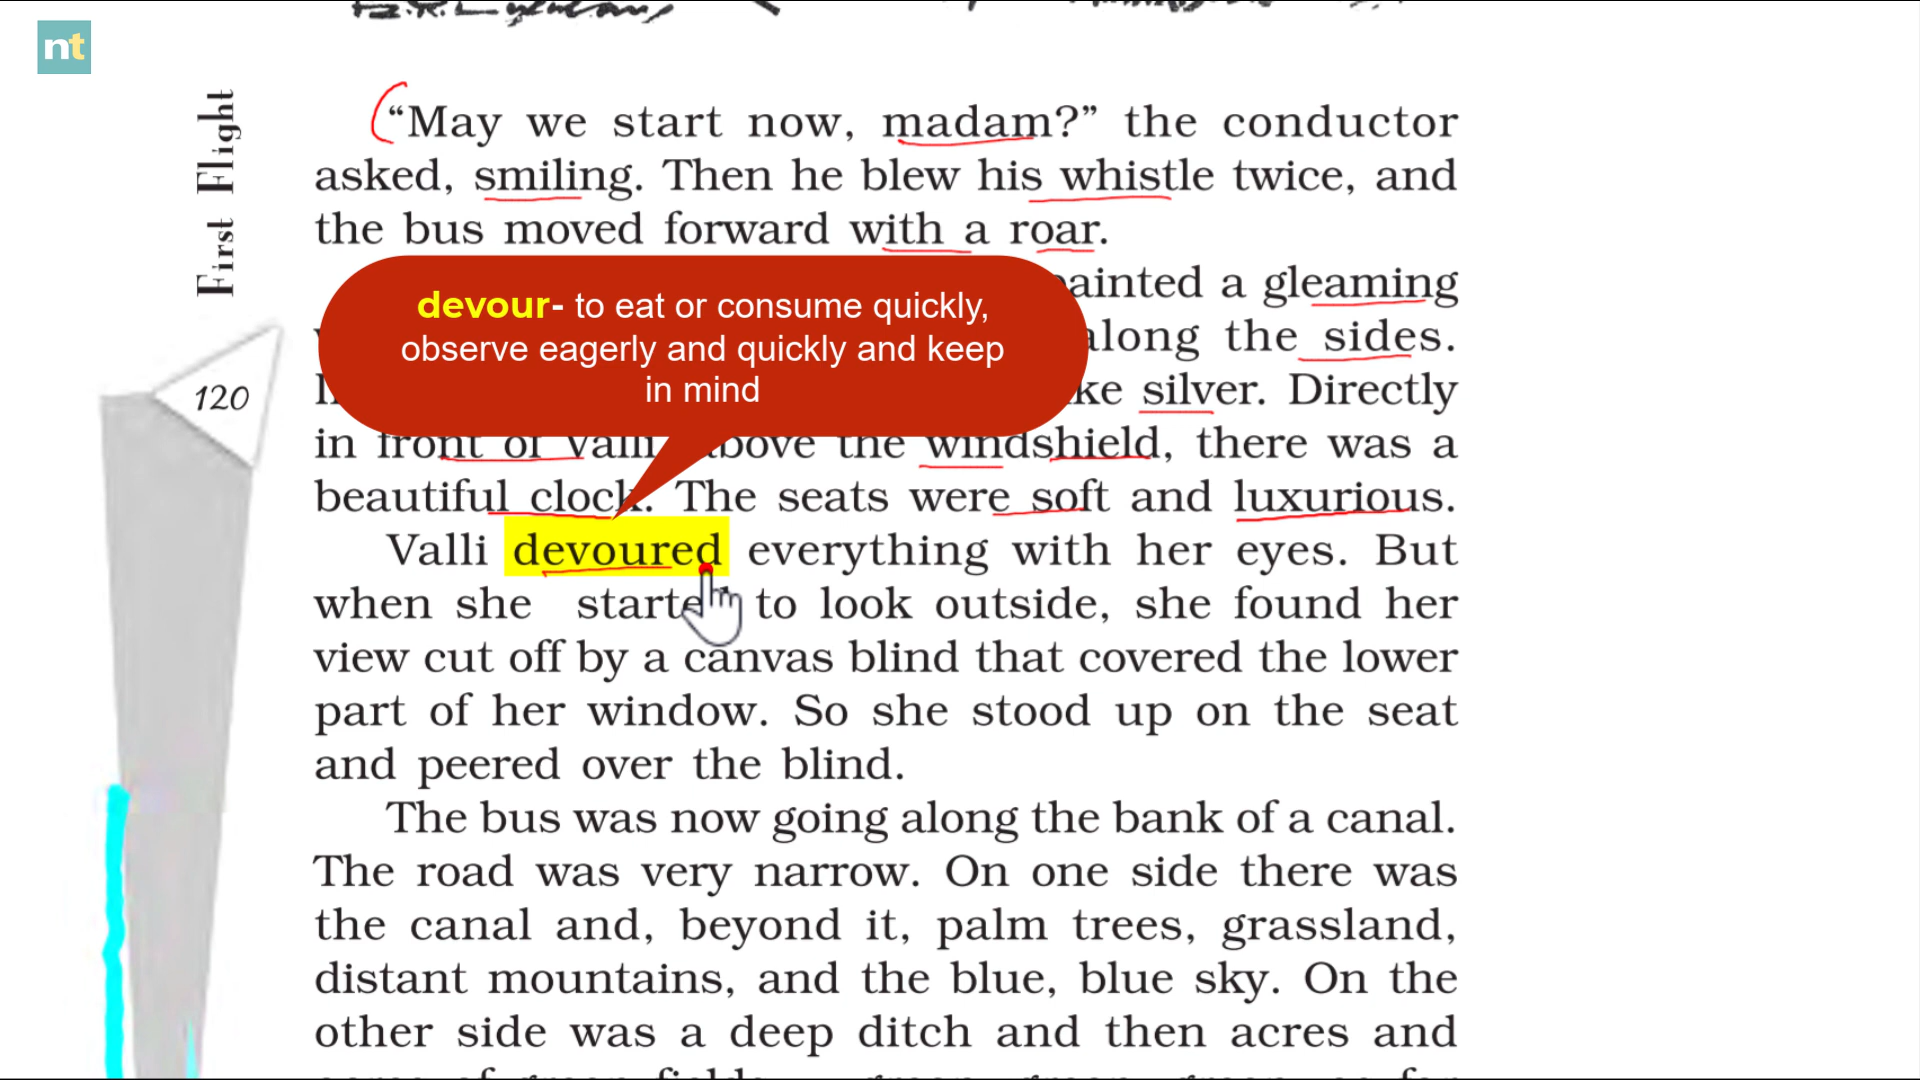 nt
First Flight
120
“May we start now, madam?” the conductor
asked, smiling. Then he blew his whistle twice, and
the bus moved forward with a roar.
devour- to eat or consume quickly,
observe eagerly and quickly and keep
in mind
a gleaming
the sides.
silver. Directly
in front of Valli, above the windshield, there was a
beautiful clock. The seats were soft and luxurious.
Valli devoured everything with her eyes. But
when she started to look outside, she found her
view cut off by a canvas blind that covered the lower
part of her window. So she stood up on the seat
and peered over the blind.
The bus was now going along the bank of a canal.
The road was very narrow. On one side there was
the canal and, beyond it, palm trees, grassland,
distant mountains, and the blue, blue sky. On the
other side was a deep ditch and then acres and